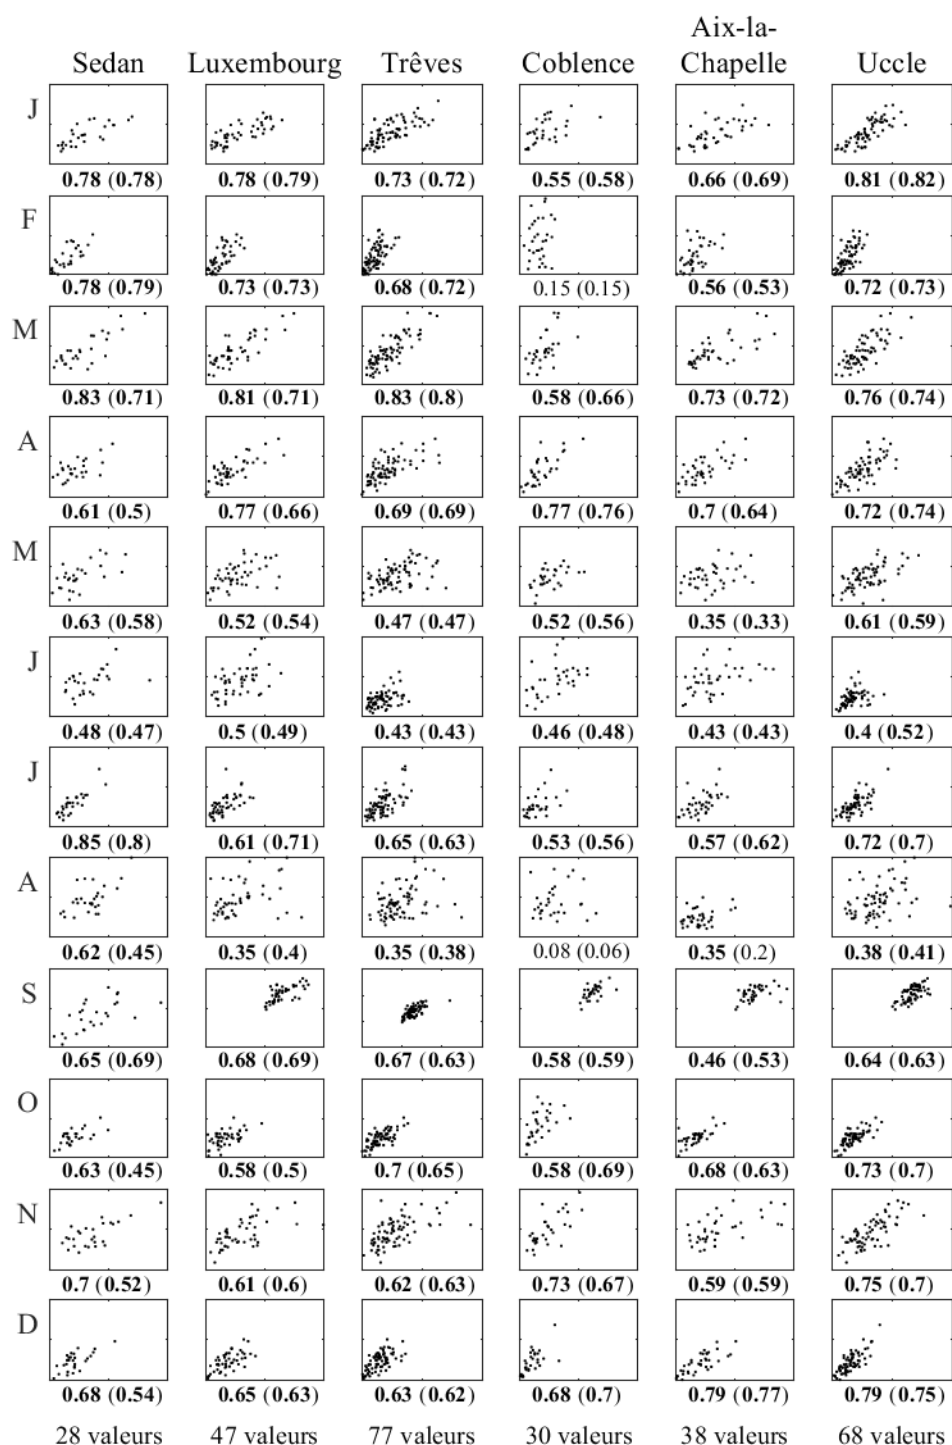 Aix-la-
Sedan Luxembourg Trêves Coblence Chapelle Uccle
J
0.78 (0.78) 0.78 (0.79) 0.73 (0.72) 0.55 (0.58) 0.66 (0.69) 0.81 (0.82)
F
0.78 (0.79) 0.73 (0.73) 0.68 (0.72) 0.15 (0.15) 0.56 (0.53) 0.72 (0.73)
M
0.83 (0.71) 0.81 (0.71) 0.83 (0.8) 0.58 (0.66) 0.73 (0.72) 0.76 (0.74)
A
0.61 (0.5) 0.77 (0.66) 0.69 (0.69) 0.77 (0.76) 0.7 (0.64) 0.72 (0.74)
M
0.63 (0.58) 0.52 (0.54) 0.47 (0.47) 0.52 (0.56) 0.35 (0.33) 0.61 (0.59)
J
0.48 (0.47) 0.5 (0.49) 0.43 (0.43) 0.46 (0.48) 0.43 (0.43) 0.4 (0.52)
J
0.85 (0.8) 0.61 (0.71) 0.65 (0.63) 0.53 (0.56) 0.57 (0.62) 0.72 (0.7)
A
0.62 (0.45) 0.35 (0.4) 0.35 (0.38) 0.08 (0.06) 0.35 (0.2) 0.38 (0.41)
S
0.65 (0.69) 0.68 (0.69) 0.67 (0.63) 0.58 (0.59) 0.46 (0.53) 0.64 (0.63)
O
0.63 (0.45) 0.58 (0.5) 0.7 (0.65) 0.58 (0.69) 0.68 (0.63) 0.73 (0.7)
N
0.7 (0.52) 0.61 (0.6) 0.62 (0.63) 0.73 (0.67) 0.59 (0.59) 0.75 (0.7)
D
0.68 (0.54) 0.65 (0.63) 0.63 (0.62) 0.68 (0.7) 0.79 (0.77) 0.79 (0.75)
28 valeurs 47 valeurs 77 valeurs 30 valeurs 38 valeurs 68 valeurs